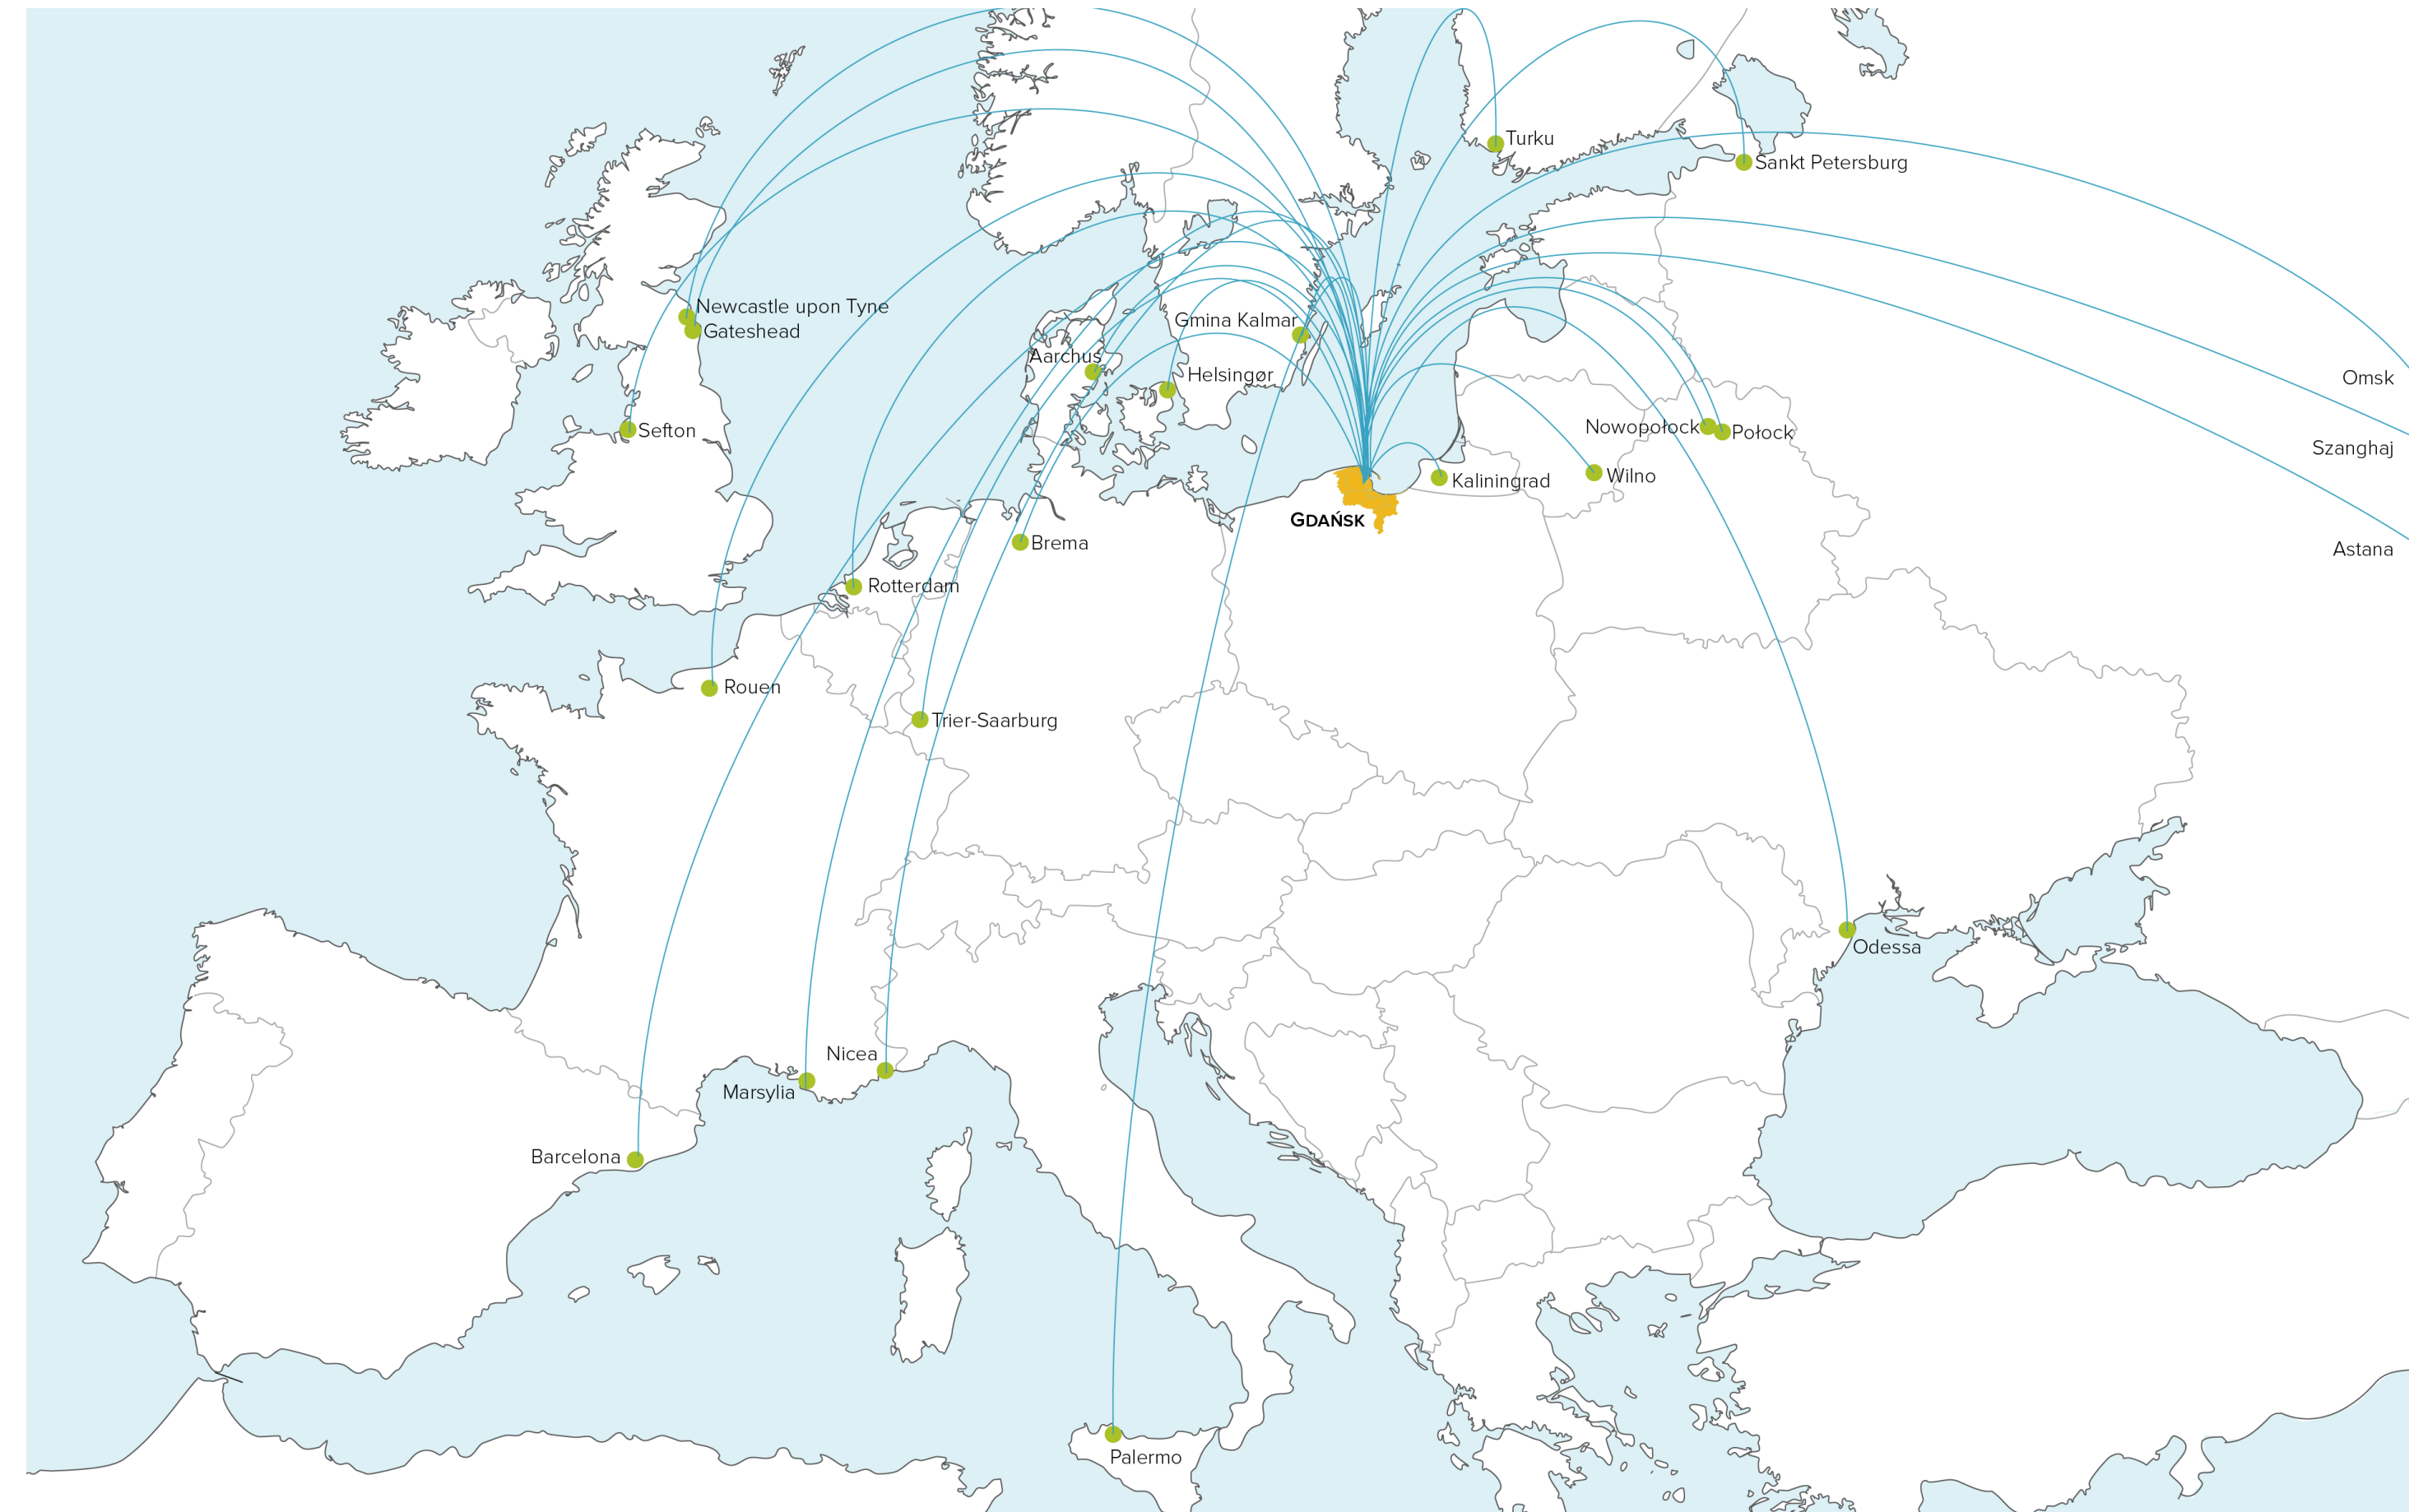 Turku
Sankt Petersburg
Newcastle upon Tyne
Gateshead
Gmina Kalmar
Aarchus
Helsingør
Omsk
Sefton
Nowopołock
Połock
Szanghaj
Kaliningrad
Wilno
GDAŃSK
Brema
Astana
Rotterdam
Rouen
Trier-Saarburg
Odessa
Nicea
Marsylia
Barcelona
Palermo